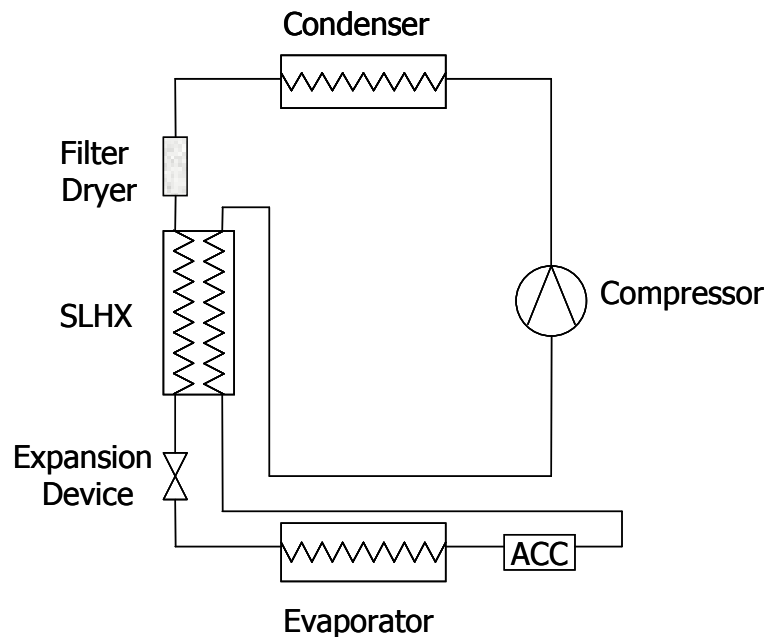 Condenser
Filter
Dryer
SLHX
Compressor
Expansion
Device
ACC
Evaporator